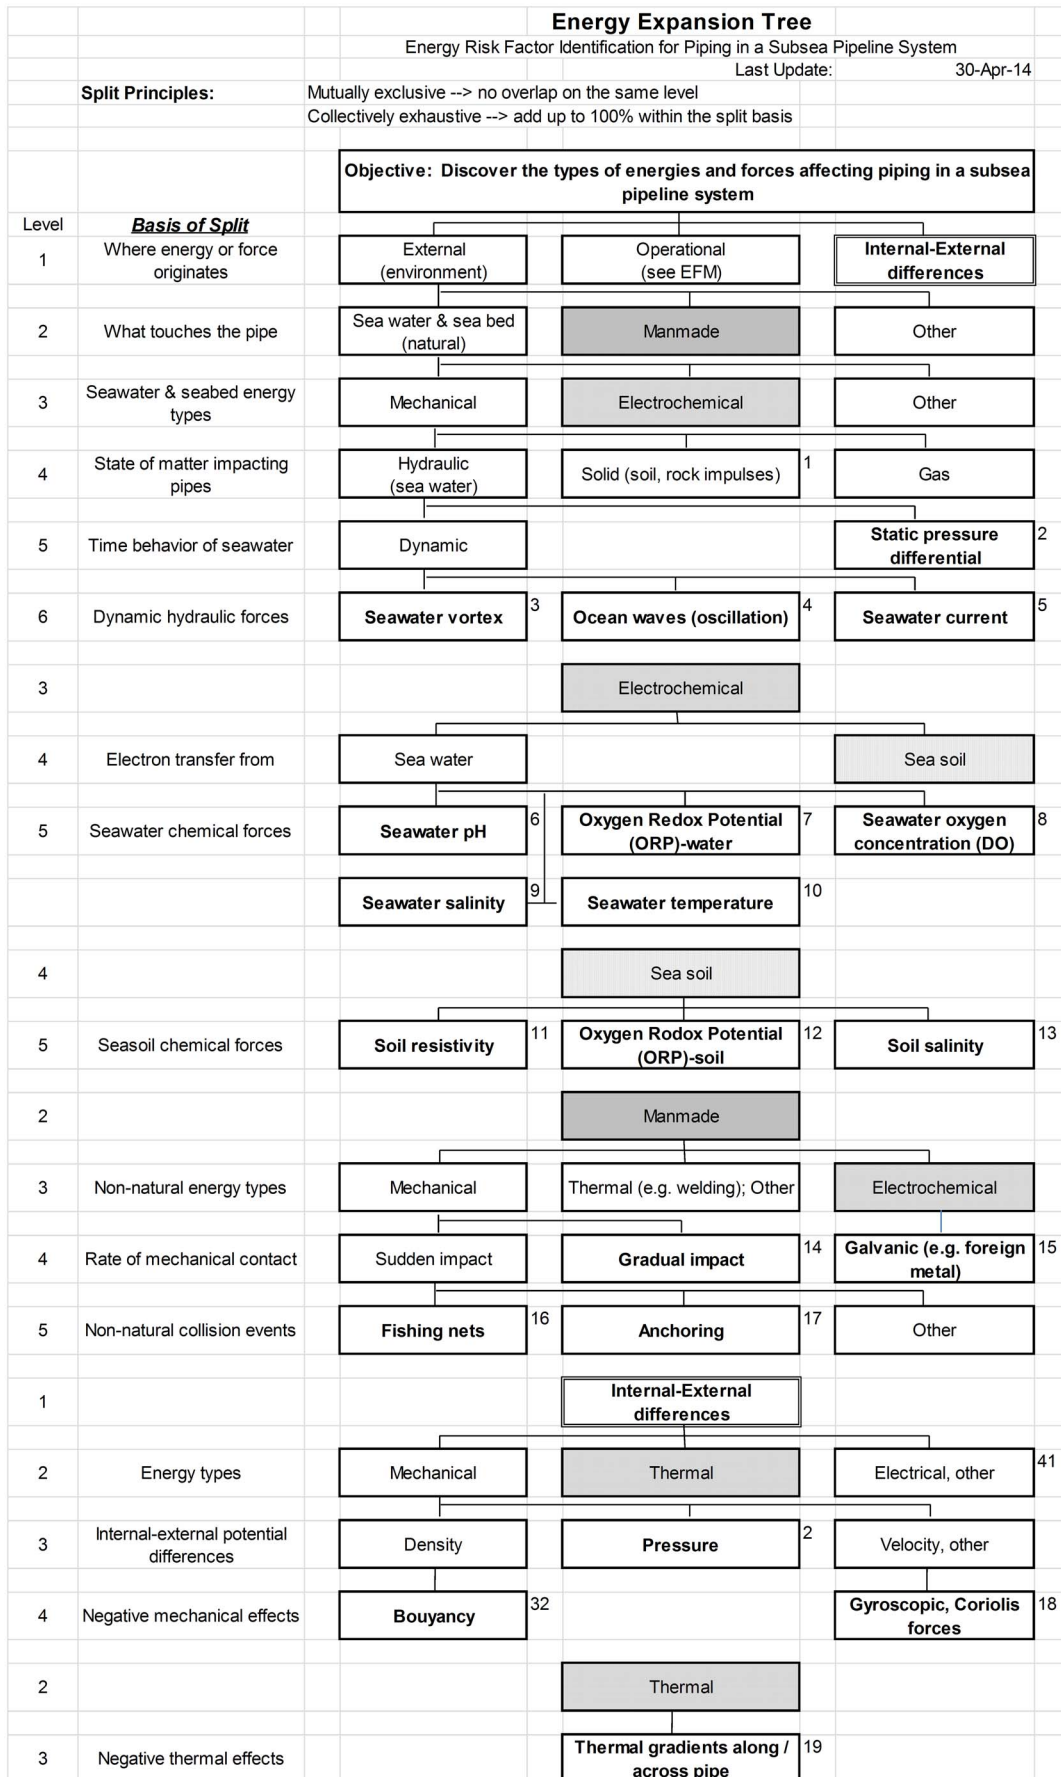 Energy Expansion Tree
Energy Risk Factor Identification for Piping in a Subsea Pipeline System
Last Update: 30-Apr-14
Split Principles: Mutually exclusive --> no overlap on the same level
Collectively exhaustive --> add up to 100% within the split basis
Objective: Discover the types of energies and forces affecting piping in a subsea
pipeline system
Level Basis of Split
1 Where energy or force
originates
External
(environment)
Operational
(see EFM)
Internal-External
differences
2 What touches the pipe
Sea water & sea bed
(natural)
Manmade
Other
3 Seawater & seabed energy
types
Mechanical
Electrochemical
Other
4 State of matter impacting
pipes
Hydraulic
(sea water)
Solid (soil, rock impulses) 1
Gas
5 Time behavior of seawater
Dynamic
Static pressure
differential
2
6 Dynamic hydraulic forces
Seawater vortex 3
Ocean waves (oscillation) 4
Seawater current 5
3
Electrochemical
4 Electron transfer from
Sea water
Sea soil
5 Seawater chemical forces
Seawater pH 6
Oxygen Redox Potential
(ORP)-water
7
Seawater oxygen
concentration (DO)
8
Seawater salinity 9
Seawater temperature 10
4
Sea soil
5 Seasoil chemical forces
Soil resistivity 11
Oxygen Rodox Potential
(ORP)-soil
12
Soil salinity 13
2
Manmade
3 Non-natural energy types
Mechanical
Thermal (e.g. welding); Other
Electrochemical
4 Rate of mechanical contact
Sudden impact
Gradual impact 14
Galvanic (e.g. foreign
metal)
15
5 Non-natural collision events
Fishing nets 16
Anchoring 17
Other
1
Internal-External
differences
2 Energy types
Mechanical
Thermal
Electrical, other 41
3 Internal-external potential
differences
Density
Pressure 2
Velocity, other
4 Negative mechanical effects
Bouyancy 32
Gyroscopic, Coriolis
forces
18
2
Thermal
3 Negative thermal effects
Thermal gradients along /
across pipe
19